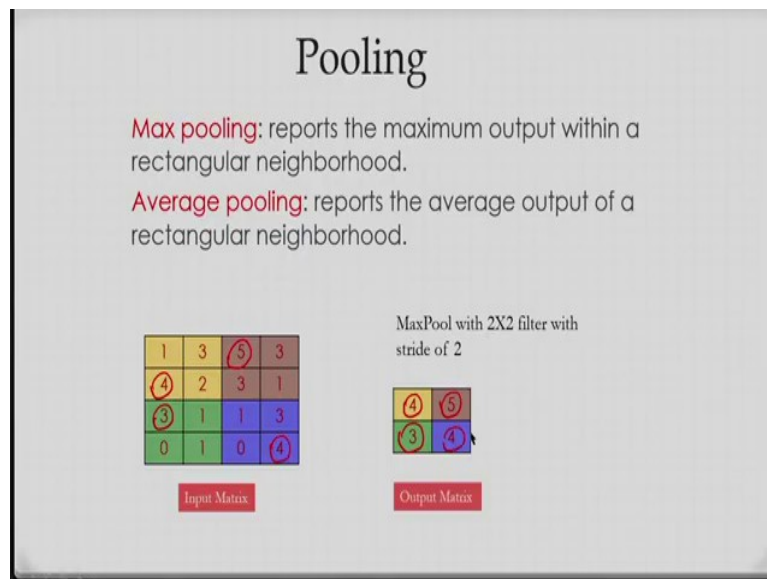 Pooling
Max pooling: reports the maximum output within a
rectangular neighborhood.
Average pooling: reports the average output of a
rectangular neighborhood.
MaxPool with 2X2 filter with
stride of 2
1 3 5 3
4 2 3 1
3 1 1 3
0 1 0 4
4 5
3 4
Input Matrix
Output Matrix